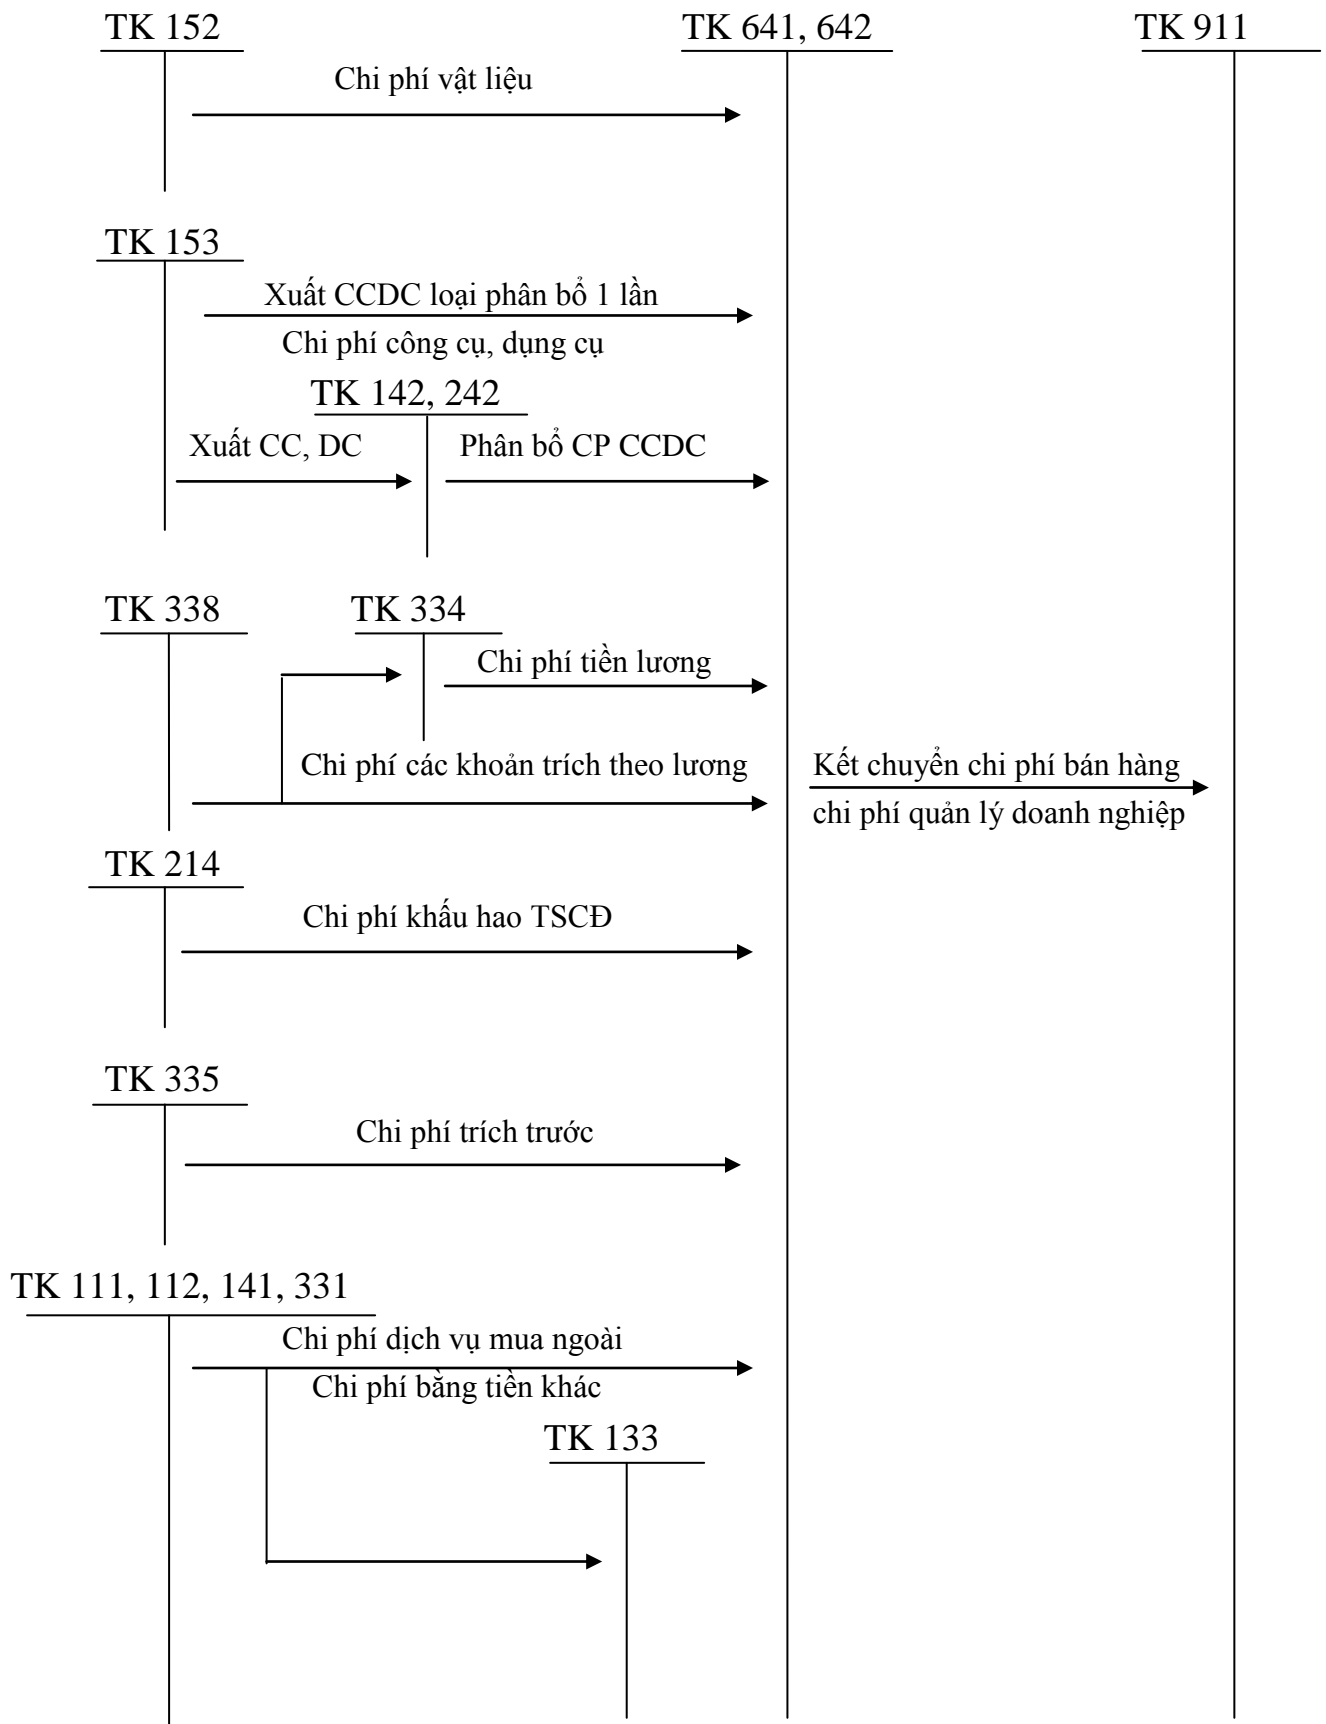 TK 152
TK 641, 642
TK 911
Chi phí vật liệu
TK 153
Xuất CCDC loại phân bổ 1 lần
Chi phí công cụ, dụng cụ
TK 142, 242
Xuất CC, DC
Phân bổ CP CCDC
TK 338
TK 334
Chi phí tiền lương
Chi phí các khoản trích theo lương
Kết chuyển chi phí bán hàng
chi phí quản lý doanh nghiệp
TK 214
Chi phí khấu hao TSCĐ
TK 335
Chi phí trích trước
TK 111, 112, 141, 331
Chi phí dịch vụ mua ngoài
Chi phí bằng tiền khác
TK 133